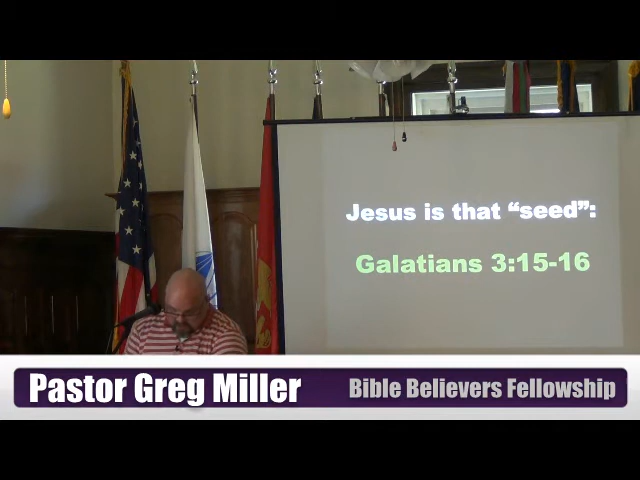 Jesus is that “seed”:
Galatians 3:15-16
Pastor Greg Miller
Bible Believers Fellowship